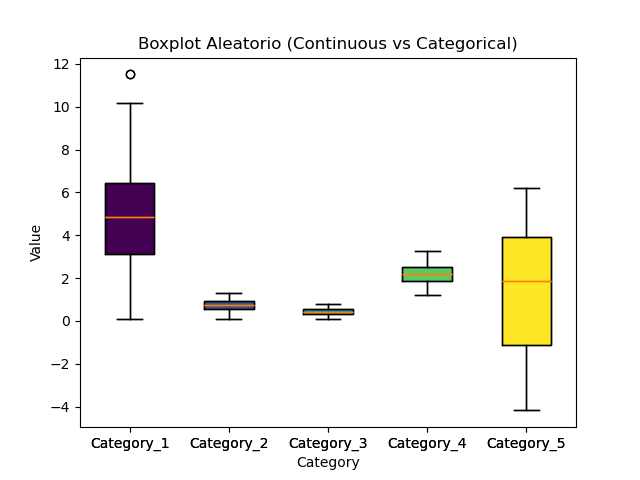 Boxplot Aleatorio (Continuous vs Categorical)
12
10
8
6
4
2
0
−2
−4
Value
Category_1 Category_2 Category_3 Category_4 Category_5
Category